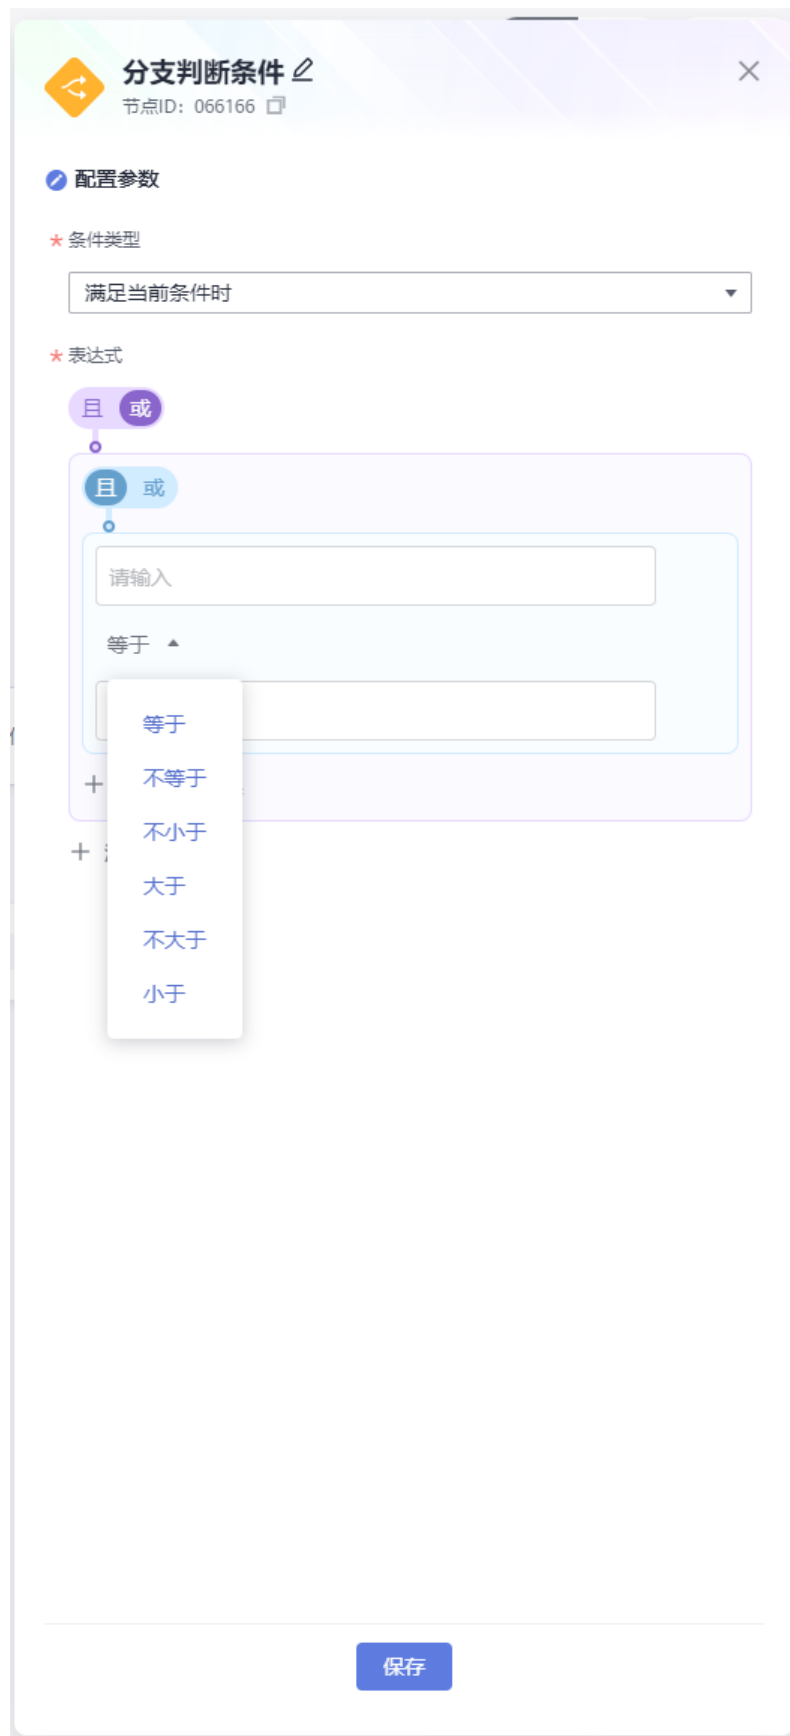 分支判断条件
节点ID：066166
配置参数
* 条件类型
满足当前条件时
* 表达式
且 或
且 或
请输入
等于
等于
不等于
不小于
+
大于
+
不大于
小于
保存